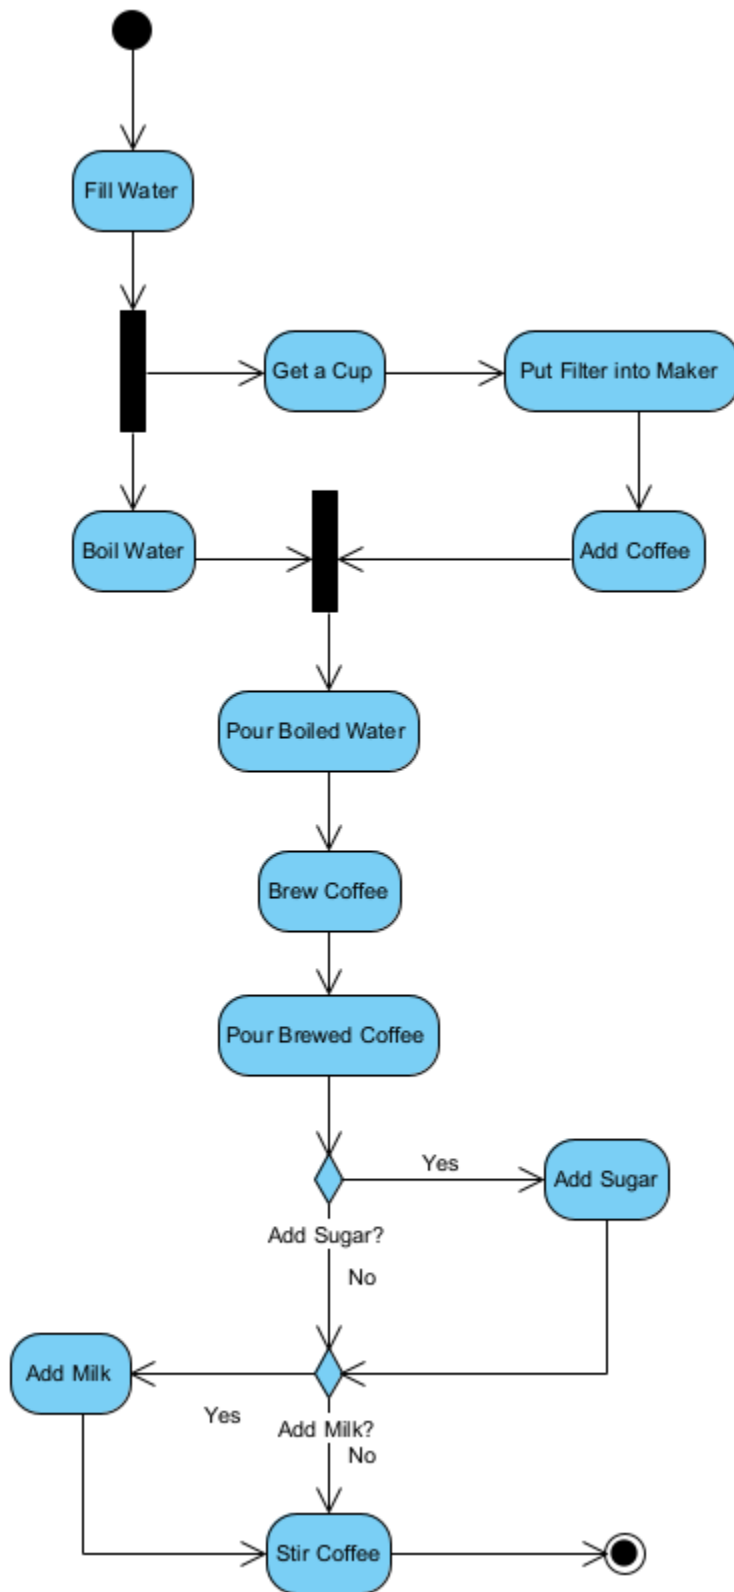 Fill Water
Get a Cup
Put Filter into Maker
Boil Water
Add Coffee
Pour Boiled Water
Brew Coffee
Pour Brewed Coffee
Yes
Add Sugar
Add Sugar?
No
Add Milk
Yes
Add Milk?
No
Stir Coffee